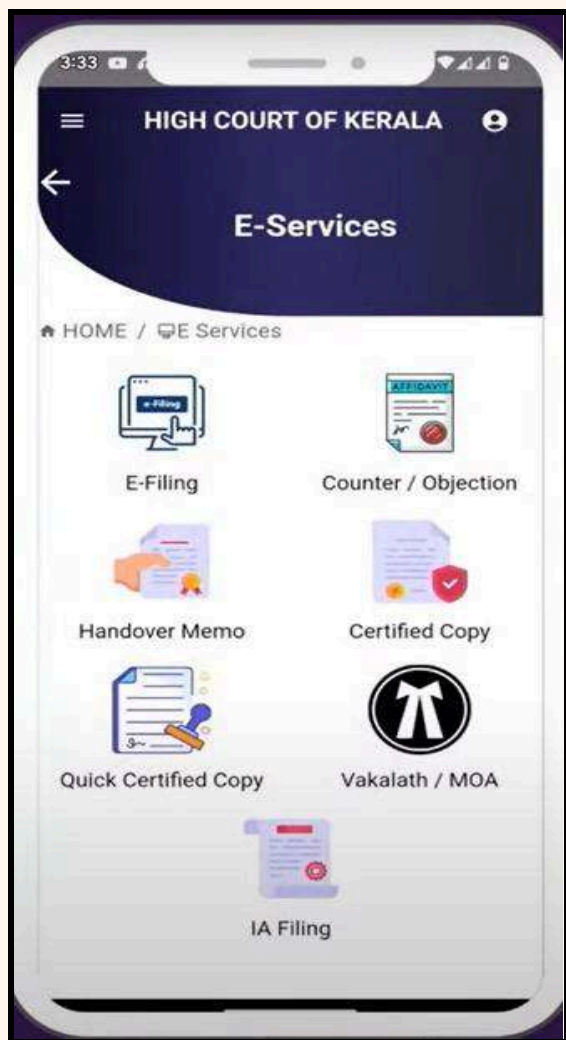 3:33
HIGH COURT OF KERALA
E-Services
HOME / E Services
e-Filing
AFFIDAVIT
E-Filing
Counter / Objection
Handover Memo
Certified Copy
Quick Certified Copy
Vakalath / MOA
IA Filing